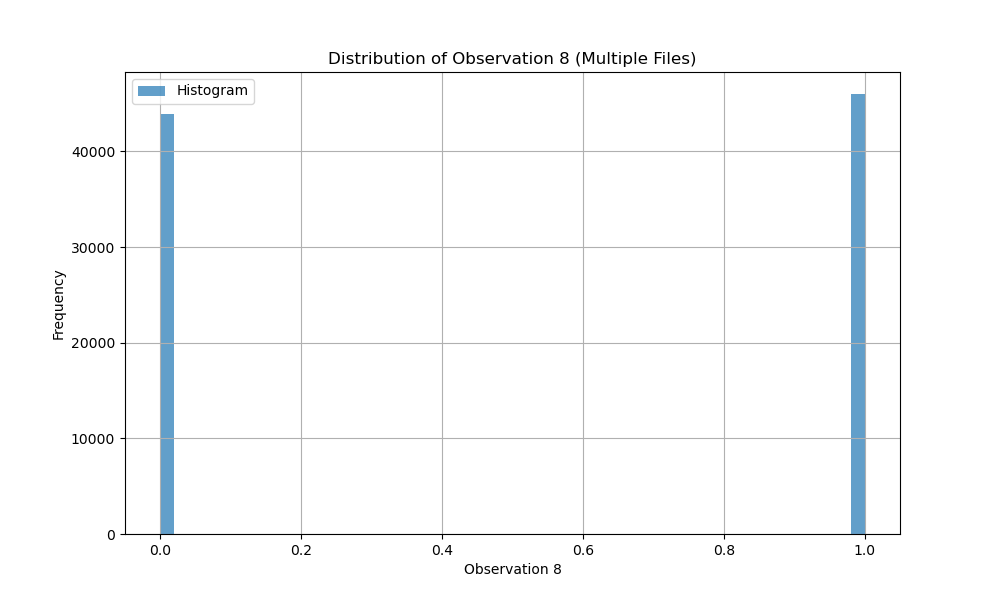 Distribution of Observation 8 (Multiple Files)
Histogram
40000
30000
20000
10000
0
Frequency
0.0 0.2 0.4 0.6 0.8 1.0
Observation 8